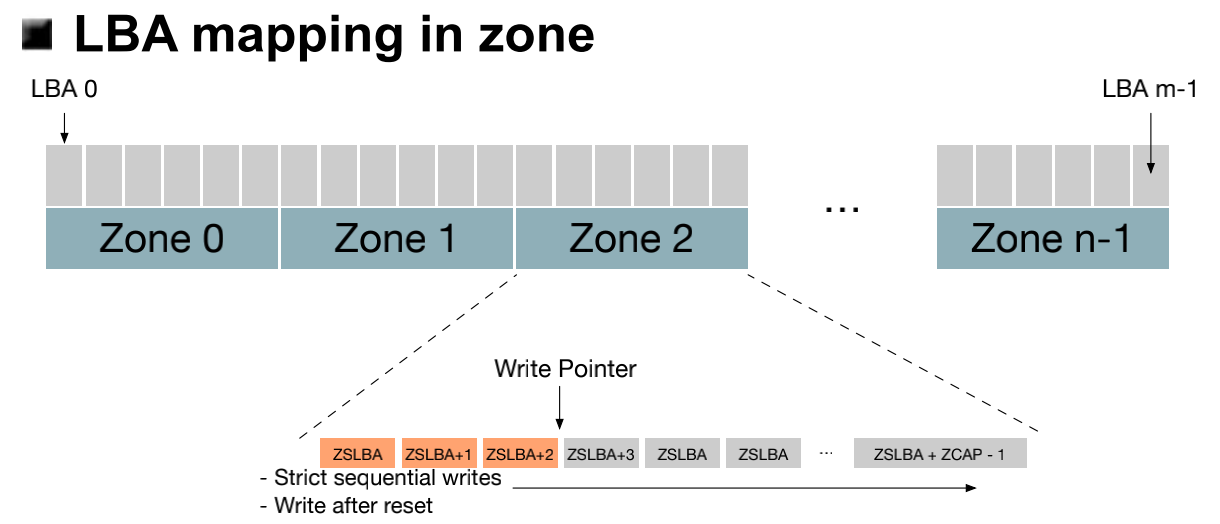 LBA mapping in zone
LBA 0
LBA m-1
Zone 0
Zone 1
Zone 2
...
Zone n-1
Write Pointer
ZSLBA
ZSLBA+1
ZSLBA+2
ZSLBA+3
ZSLBA
ZSLBA
...
ZSLBA + ZCAP - 1
- Strict sequential writes
- Write after reset